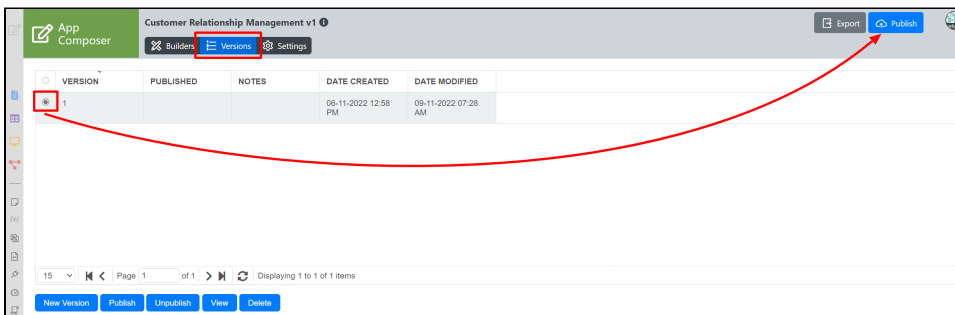 App
Composer
Customer Relationship Management v1
Builders Versions Settings
Export Publish
VERSION PUBLISHED NOTES DATE CREATED DATE MODIFIED
1 06-11-2022 12:58 PM 09-11-2022 07:28 AM
15 Page 1 of 1 Displaying 1 to 1 of 1 items
New Version Publish Unpublish View Delete